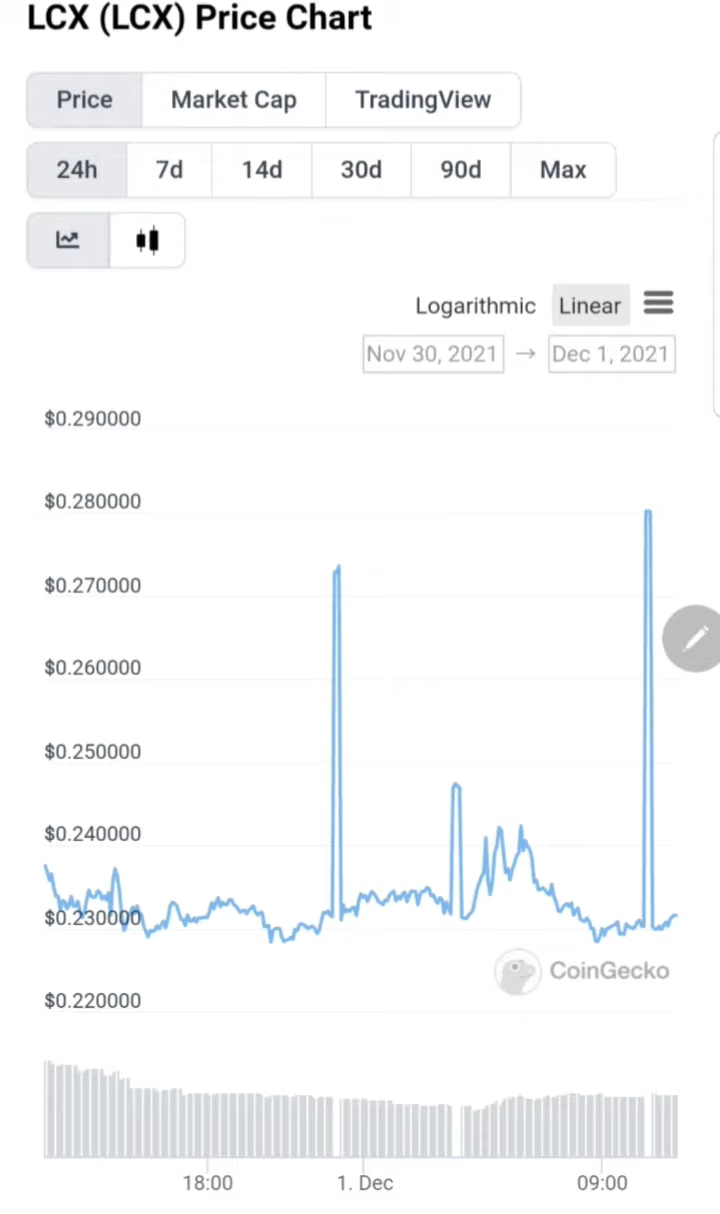 LCX (LCX) Price Chart
Price Market Cap TradingView
24h 7d 14d 30d 90d Max
Logarithmic Linear
Nov 30, 2021 → Dec 1, 2021
$0.290000
$0.280000
$0.270000
$0.260000
$0.250000
$0.240000
$0.230000
CoinGecko
$0.220000
18:00 1. Dec 09:00